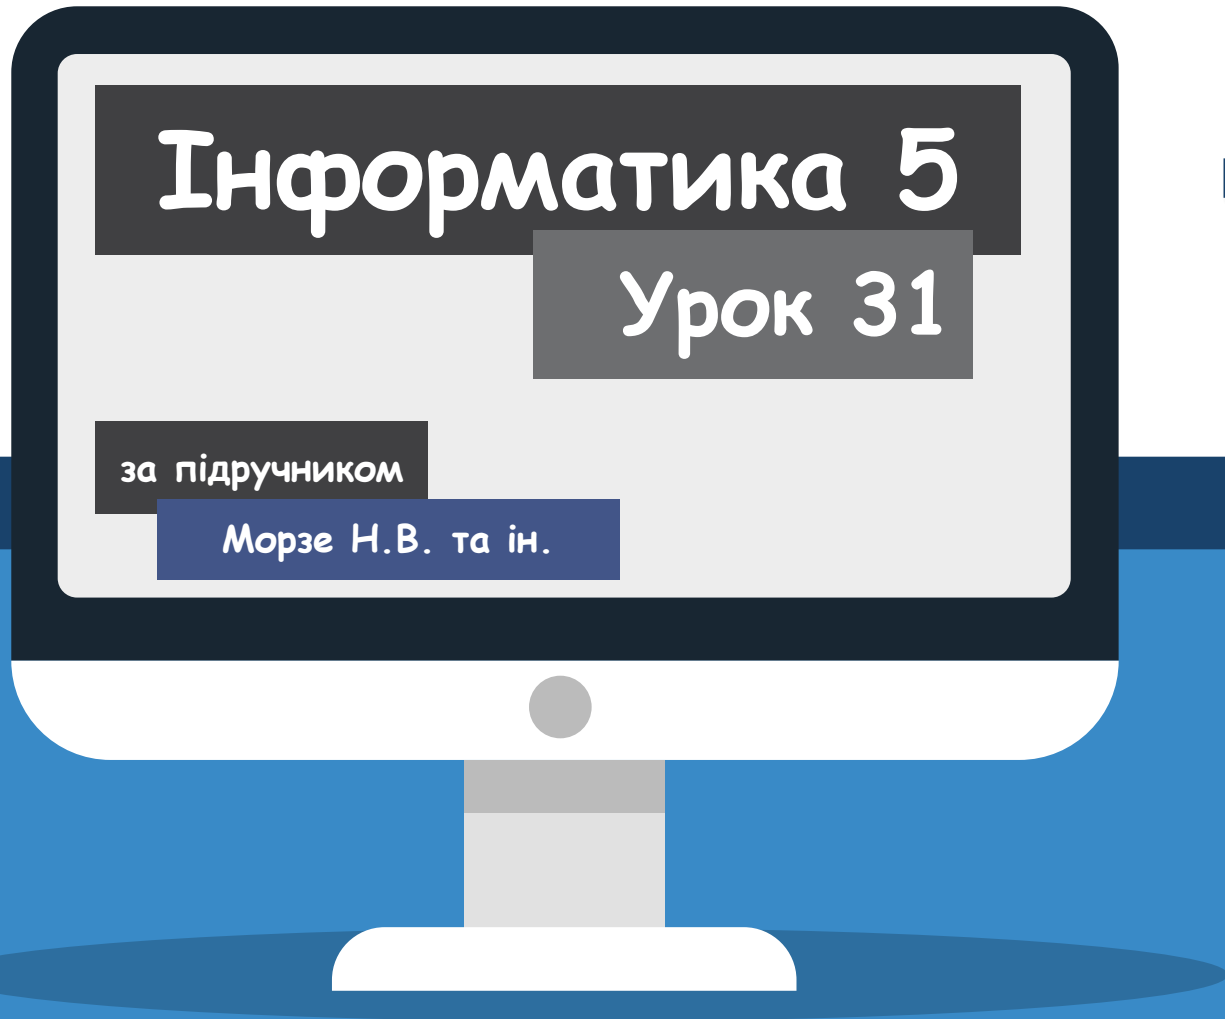 Інформатика 5
Урок 31
за підручником
Морзе Н.В. та ін.